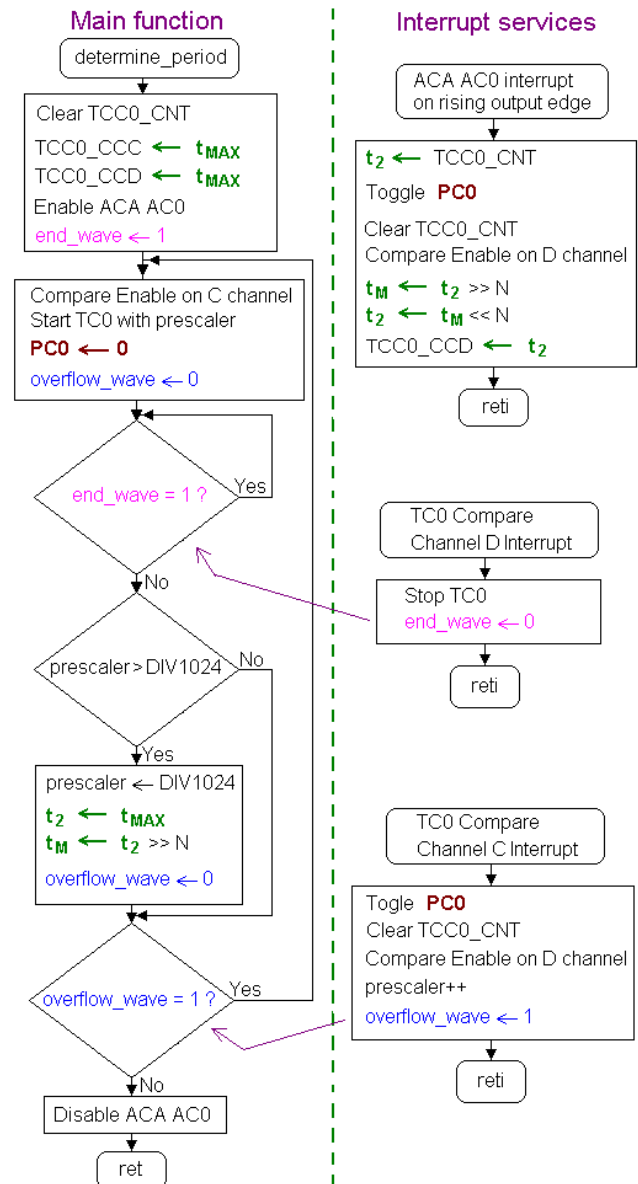 Main function
determine_period
Clear TCC0_CNT
TCC0_CCC ← tMAX
TCC0_CCD ← tMAX
Enable ACA AC0
end_wave ← 1
Compare Enable on C channel
Start TC0 with prescaler
PC0 ← 0
overflow_wave ← 0
end_wave = 1 ?
Yes
No
prescaler > DIV1024
No
Yes
prescaler ← DIV1024
t2 ← tMAX
tM ← t2 >> N
overflow_wave ← 0
overflow_wave = 1 ?
Yes
No
Disable ACA AC0
ret
Interrupt services
ACA AC0 interrupt
on rising output edge
t2 ← TCC0_CNT
Toggle PC0
Clear TCC0_CNT
Compare Enable on D channel
tM ← t2 >> N
t2 ← tM << N
TCC0_CCD ← t2
reti
TC0 Compare
Channel D Interrupt
Stop TC0
end_wave ← 0
reti
TC0 Compare
Channel C Interrupt
Togle PC0
Clear TCC0_CNT
Compare Enable on D channel
prescaler++
overflow_wave ← 1
reti